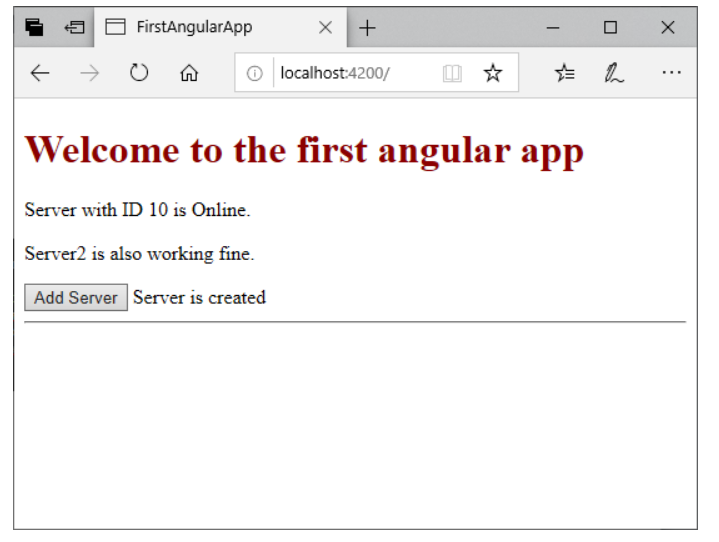 FirstAngularApp
localhost:4200/
Welcome to the first angular app
Server with ID 10 is Online.
Server2 is also working fine.
Add Server Server is created